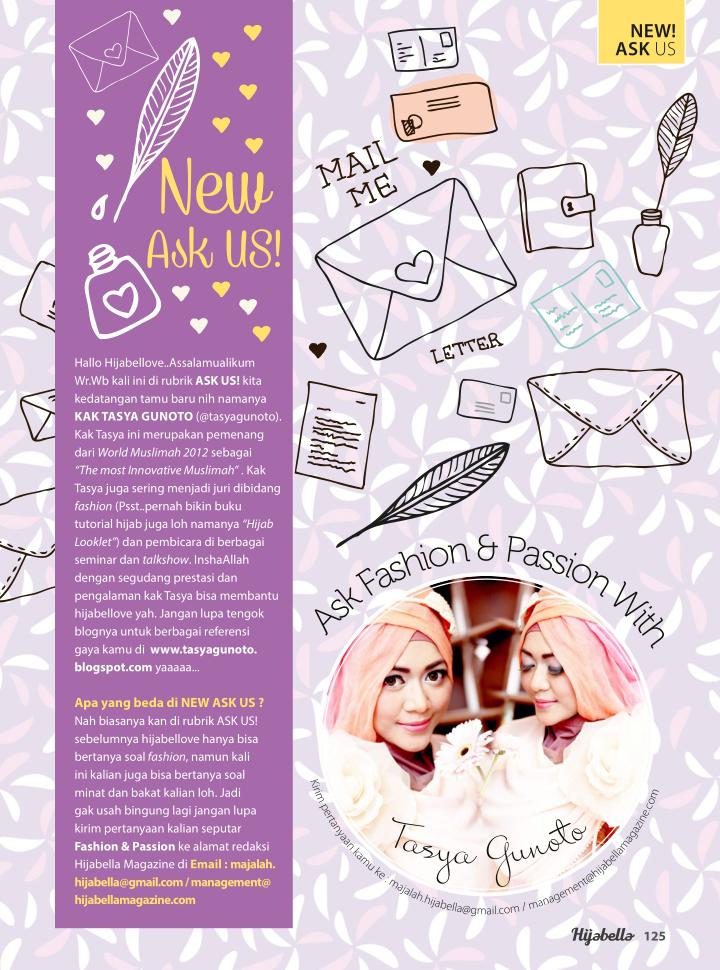 NEW!
ASK US
New
Ask US!
MAIL
ME
LETTER
Hallo Hijabellove..Assalamualikum
Wr.Wb kali ini di rubrik ASK US! kita
kedatangan tamu baru nih namanya
KAK TASYA GUNOTO (@tasyagunoto).
Kak Tasya ini merupakan pemenang
dari World Muslimah 2012 sebagai
“The most Innovative Muslimah” . Kak
Tasya juga sering menjadi juri dibidang
fashion (Psst..pernah bikin buku
tutorial hijab juga loh namanya “Hijab
Looklet”) dan pembicara di berbagai
seminar dan talkshow. InshaAllah
dengan segudang prestasi dan
pengalaman kak Tasya bisa membantu
hijabellove yah. Jangan lupa tengok
blognya untuk berbagai referensi
gaya kamu di www.tasyagunoto.
blogspot.com yaaaaa...
Apa yang beda di NEW ASK US ?
Nah biasanya kan di rubrik ASK US!
sebelumnya hijabellove hanya bisa
bertanya soal fashion, namun kali
ini kalian juga bisa bertanya soal
minat dan bakat kalian loh. Jadi
gak usah bingung lagi jangan lupa
kirim pertanyaan kalian seputar
Fashion & Passion ke alamat redaksi
Hijabella Magazine di Email : majalah.
hijabella@gmail.com / management@
hijabellamagazine.com
Ask Fashion & Passion With
Tasya Gunoto
Kirim pertanyaan kamu ke : majalah.hijabella@gmail.com / management@hijabellamagazine.com
Hijabella 125